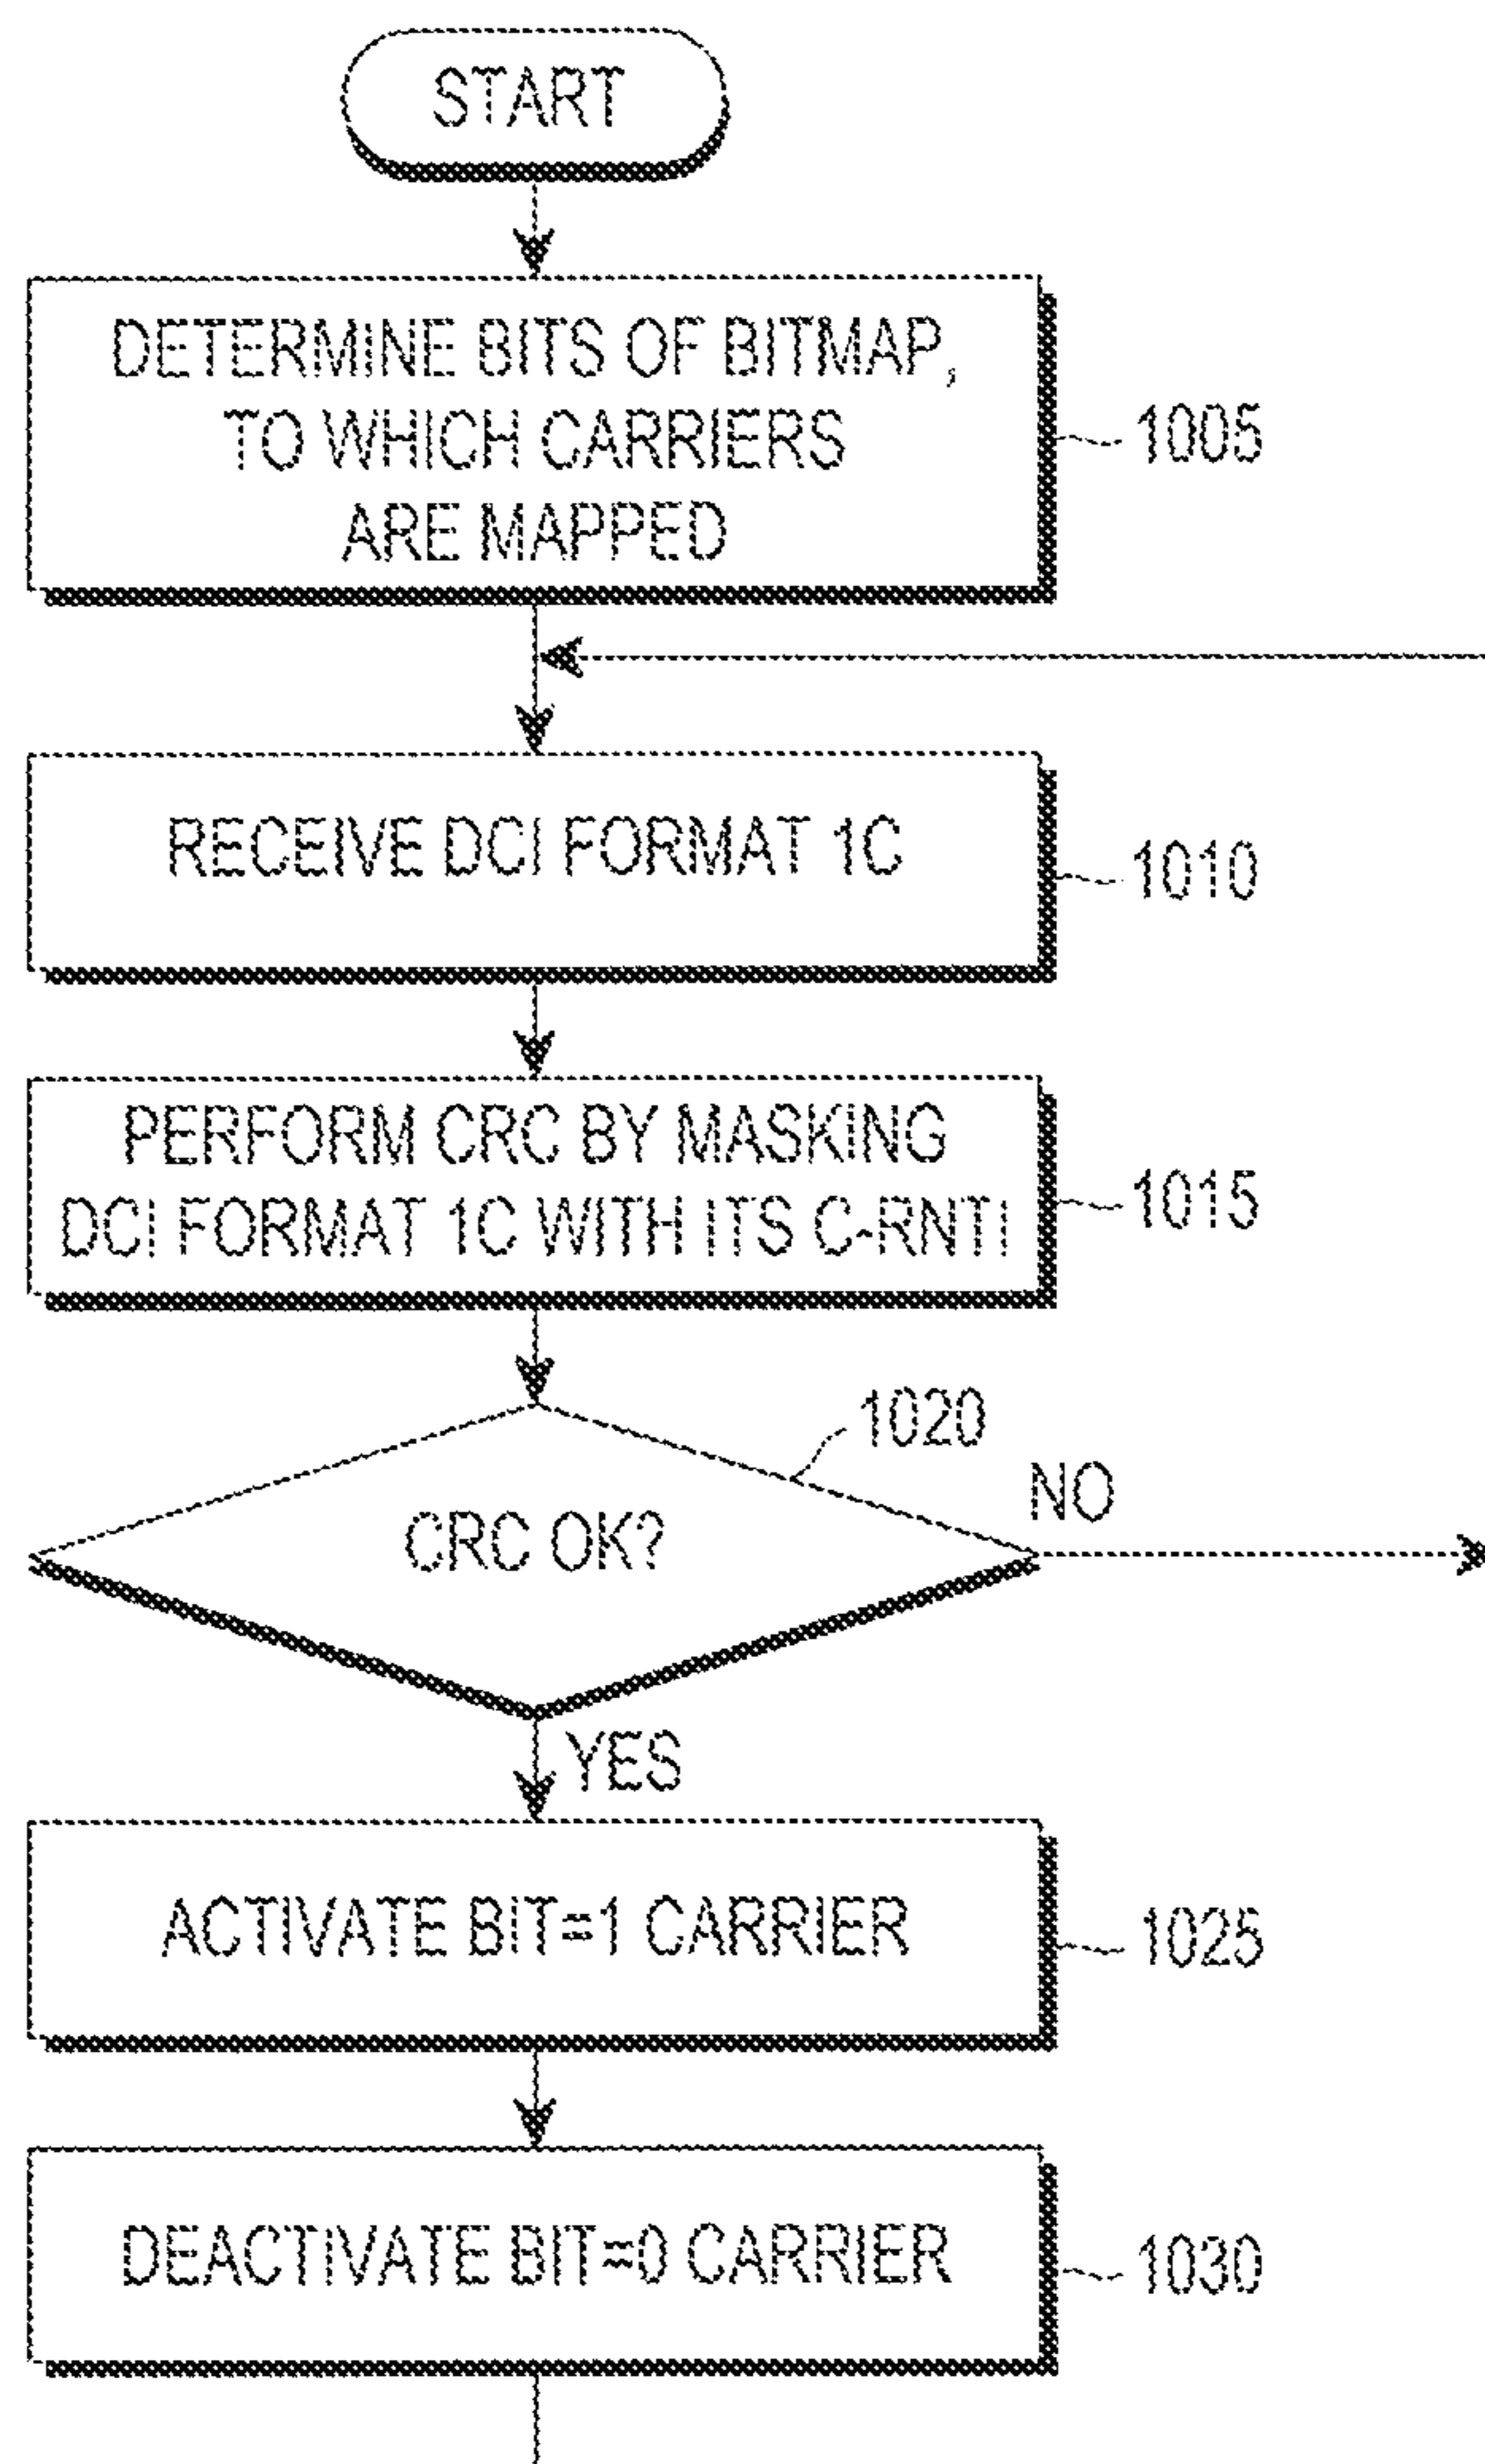 START
DETERMINE BITS OF BITMAP,
TO WHICH CARRIERS
ARE MAPPED
1005
RECEIVE DCI FORMAT 1C
1010
PERFORM CRC BY MASKING
DCI FORMAT 1C WITH ITS C-RNTI
1015
1020
CRC OK?
NO
YES
ACTIVATE BIT=1 CARRIER
1025
DEACTIVATE BIT=0 CARRIER
1030